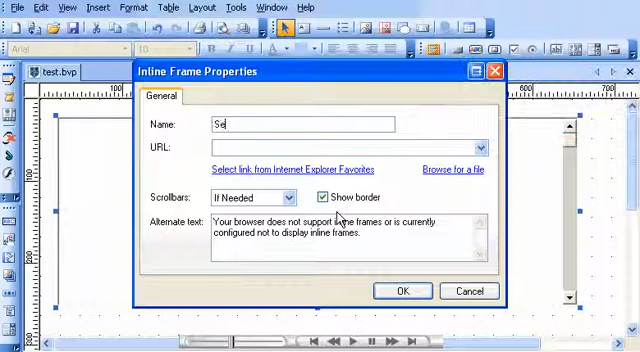 File Edit View Insert Format Table Layout Tools Window Help
Arial
test.bvp
100 600 700
Inline Frame Properties
General
Name: Se
URL:
Select link from Internet Explorer Favorites Browse for a file
Scrollbars: If Needed Show border
Alternate text: Your browser does not support inline frames or is currently
configured not to display inline frames.
OK Cancel
100
200
300